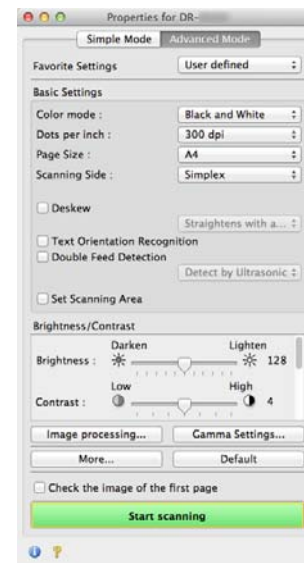 Properties for DR-
Simple Mode Advanced Mode
Favorite Settings User defined
Basic Settings
Color mode : Black and White
Dots per inch : 300 dpi
Page Size : A4
Scanning Side : Simplex
Deskew
Straightens with a...
Text Orientation Recognition
Double Feed Detection
Detect by Ultrasonic
Set Scanning Area
Brightness/Contrast
Darken Lighten
Brightness : 128
Low High
Contrast : 4
Image processing... Gamma Settings...
More... Default
Check the image of the first page
Start scanning